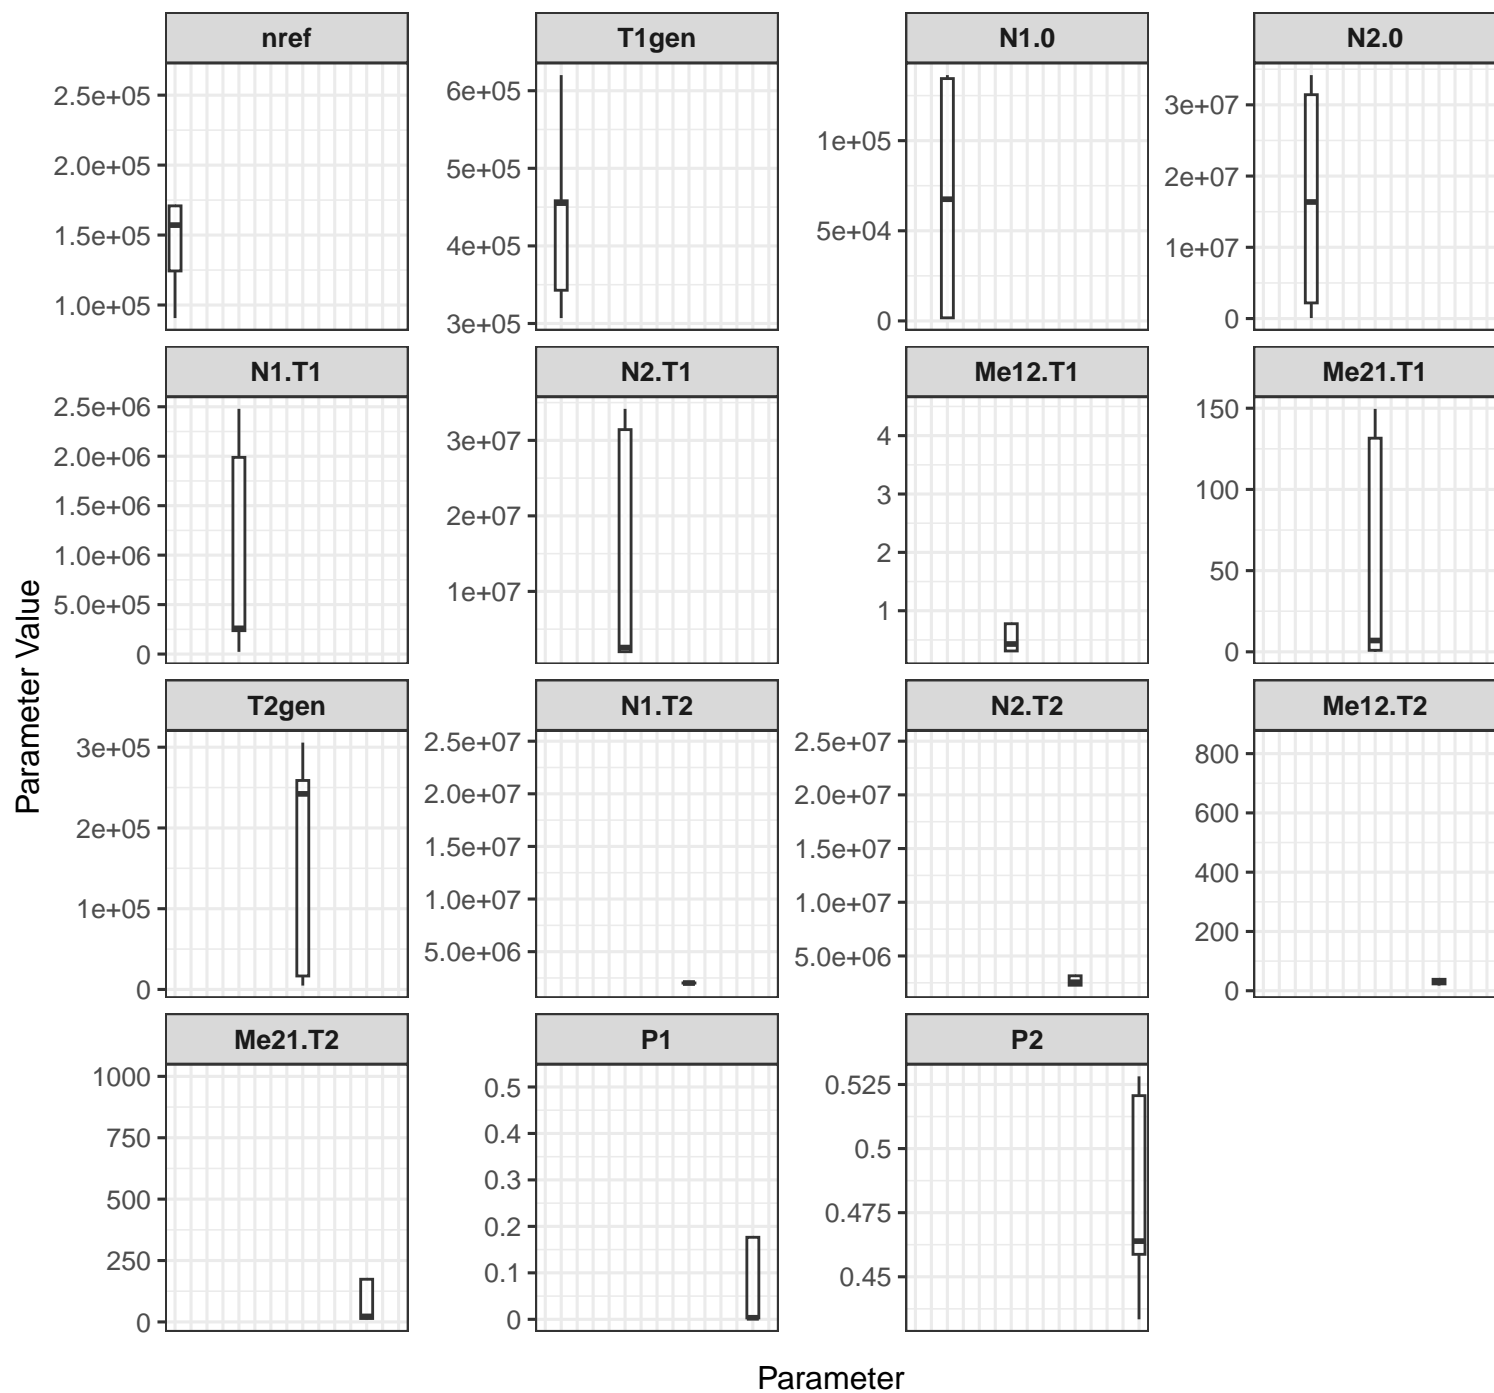 nref
T1gen
N1.0
N2.0
2.5e+05
2.0e+05
1.5e+05
1.0e+05
6e+05
5e+05
4e+05
3e+05
1e+05
5e+04
0
3e+07
2e+07
1e+07
0
N1.T1
N2.T1
Me12.T1
Me21.T1
2.5e+06
2.0e+06
1.5e+06
1.0e+06
5.0e+05
0
3e+07
2e+07
1e+07
4
3
2
1
150
100
50
0
Parameter Value
T2gen
N1.T2
N2.T2
Me12.T2
3e+05
2e+05
1e+05
0
2.5e+07
2.0e+07
1.5e+07
1.0e+07
5.0e+06
2.5e+07
2.0e+07
1.5e+07
1.0e+07
5.0e+06
800
600
400
200
0
Me21.T2
P1
P2
1000
750
500
250
0
0.5
0.4
0.3
0.2
0.1
0
0.525
0.5
0.475
0.45
Parameter